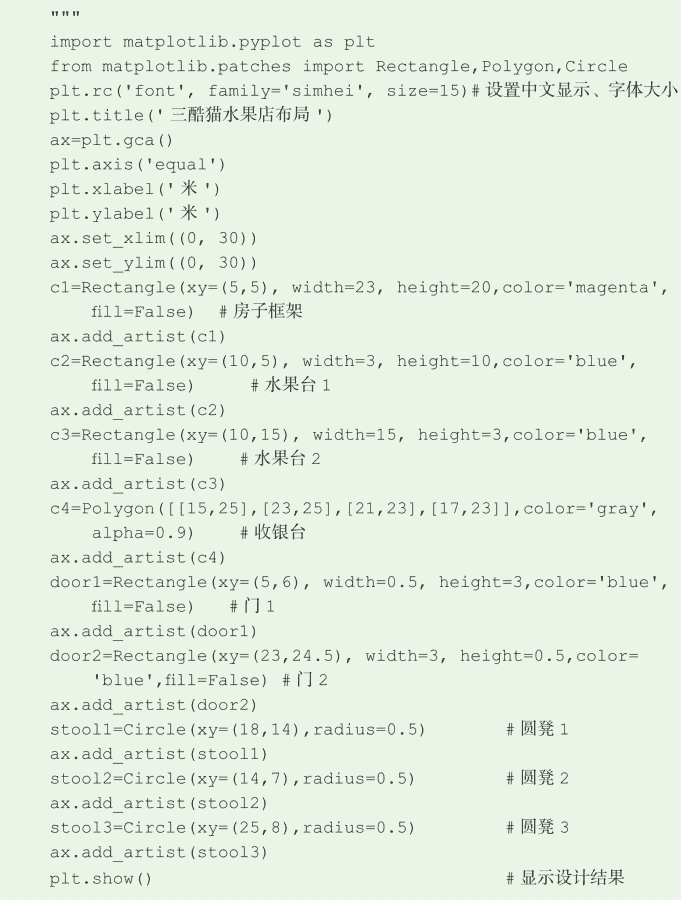 """
import matplotlib.pyplot as plt
from matplotlib.patches import Rectangle,Polygon,Circle
plt.rc('font', family='simhei', size=15)# 设置中文显示、字体大小
plt.title(' 三酷猫水果店布局 ')
ax=plt.gca()
plt.axis('equal')
plt.xlabel(' 米 ')
plt.ylabel(' 米 ')
ax.set_xlim((0, 30))
ax.set_ylim((0, 30))
c1=Rectangle(xy=(5,5), width=23, height=20,color='magenta',
    fill=False)  # 房子框架
ax.add_artist(c1)
c2=Rectangle(xy=(10,5), width=3, height=10,color='blue',
    fill=False)     # 水果台 1
ax.add_artist(c2)
c3=Rectangle(xy=(10,15), width=15, height=3,color='blue',
    fill=False)    # 水果台 2
ax.add_artist(c3)
c4=Polygon([[15,25],[23,25],[21,23],[17,23]],color='gray',
    alpha=0.9)    # 收银台
ax.add_artist(c4)
door1=Rectangle(xy=(5,6), width=0.5, height=3,color='blue',
    fill=False)   # 门 1
ax.add_artist(door1)
door2=Rectangle(xy=(23,24.5), width=3, height=0.5,color=
    'blue',fill=False) # 门 2
ax.add_artist(door2)
stool1=Circle(xy=(18,14),radius=0.5)       # 圆凳 1
ax.add_artist(stool1)
stool2=Circle(xy=(14,7),radius=0.5)        # 圆凳 2
ax.add_artist(stool2)
stool3=Circle(xy=(25,8),radius=0.5)        # 圆凳 3
ax.add_artist(stool3)
plt.show()                                 # 显示设计结果